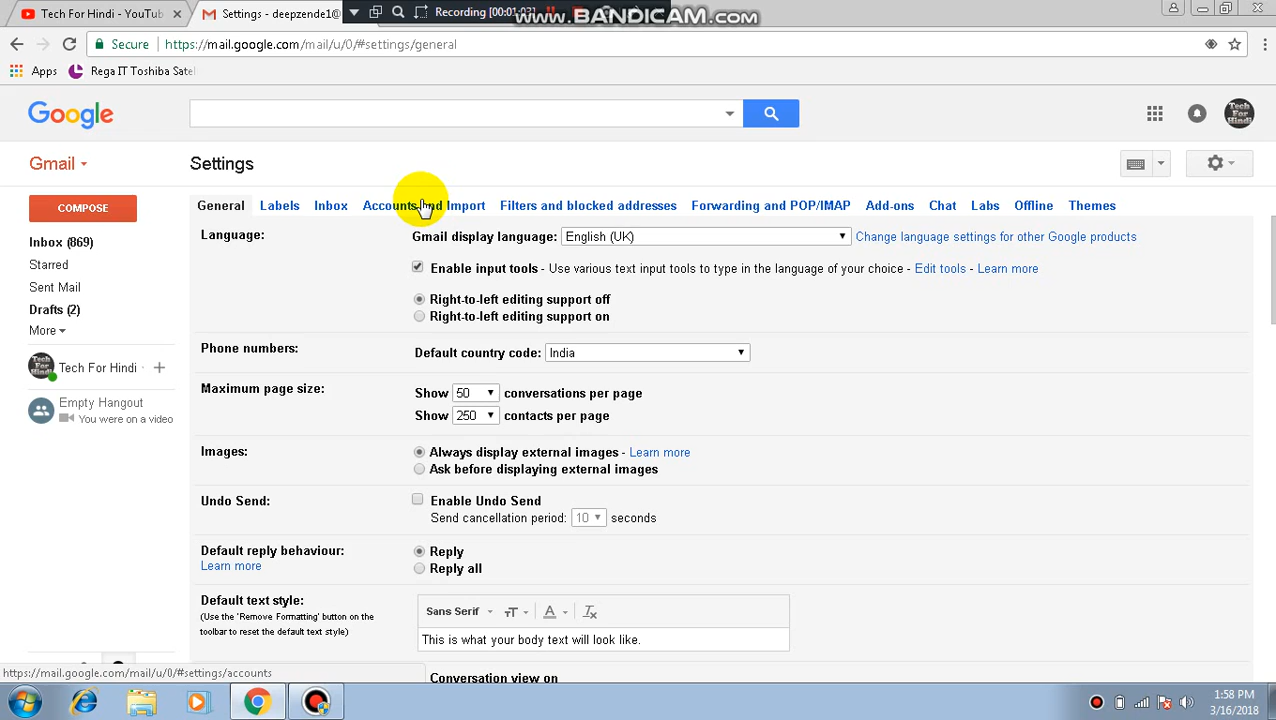 Tech For Hindi - YouTub
Settings - deepzende1@
Recording [00:01:03]
www.BANDICAM.com
Secure
https://mail.google.com/mail/u/0/#settings/general
Apps
Rega IT Toshiba Satel
Google
Tech For Hindi
Gmail
Settings
COMPOSE
General Labels Inbox Accounts and Import Filters and blocked addresses Forwarding and POP/IMAP Add-ons Chat Labs Offline Themes
Inbox (869)
Starred
Sent Mail
Drafts (2)
More
Tech For Hindi
Empty Hangout
You were on a video
Language:
Gmail display language: English (UK) Change language settings for other Google products
Enable input tools - Use various text input tools to type in the language of your choice - Edit tools - Learn more
Right-to-left editing support off
Right-to-left editing support on
Phone numbers:
Default country code: India
Maximum page size:
Show 50 conversations per page
Show 250 contacts per page
Images:
Always display external images - Learn more
Ask before displaying external images
Undo Send:
Enable Undo Send
Send cancellation period: 10 seconds
Default reply behaviour:
Learn more
Reply
Reply all
Default text style:
(Use the 'Remove Formatting' button on the
toolbar to reset the default text style)
Sans Serif
This is what your body text will look like.
Conversation view on
https://mail.google.com/mail/u/0/#settings/accounts
1:58 PM
3/16/2018